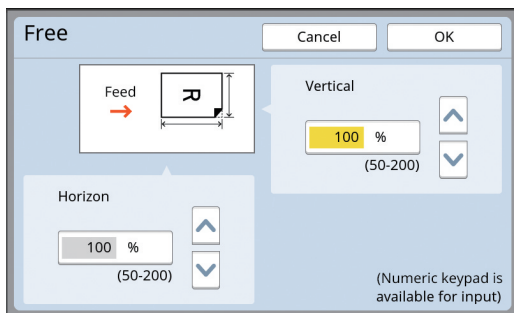 Free
Cancel
OK
Feed
R
Vertical
100 %
(50-200)
Horizon
100 %
(50-200)
(Numeric keypad is
available for input)